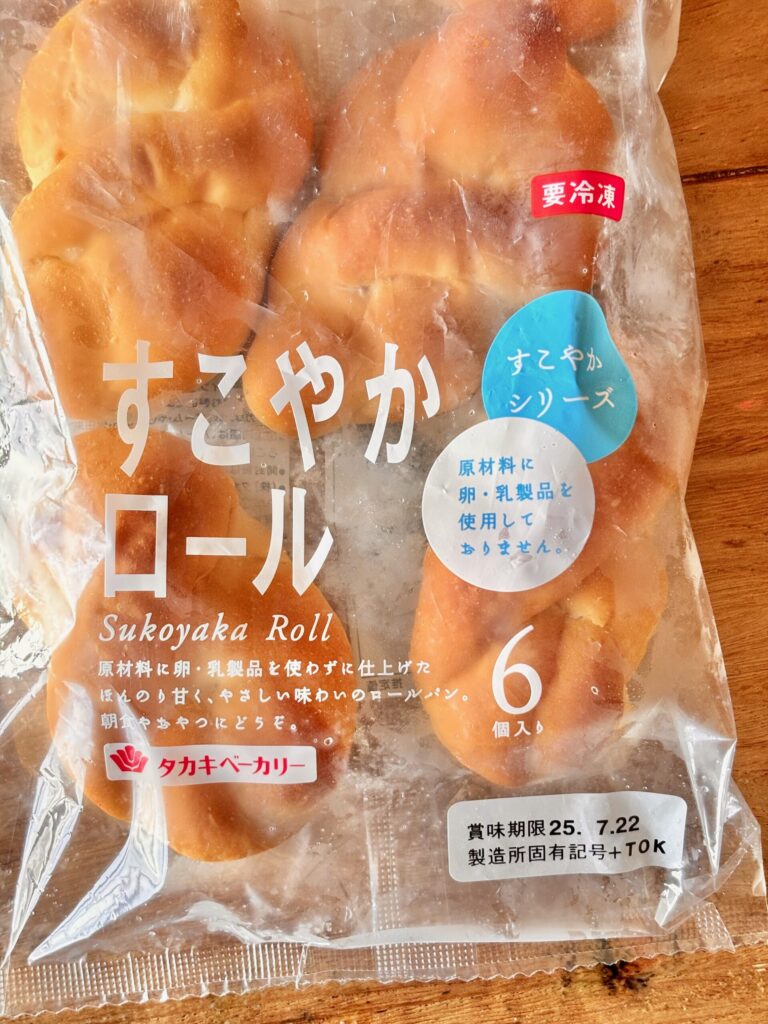 要冷凍
すこやか
シリーズ
原材料に
卵・乳製品を
使用して
おりません。
すこやか
ロール
Sukoyaka Roll
原材料に卵・乳製品を使わずに仕上げた
ほんのり甘く、やさしい味わいのロールパン。
朝食やおやつにどうぞ。
タカキベーカリー
6
個入り
賞味期限25. 7.22
製造所固有記号+TOK